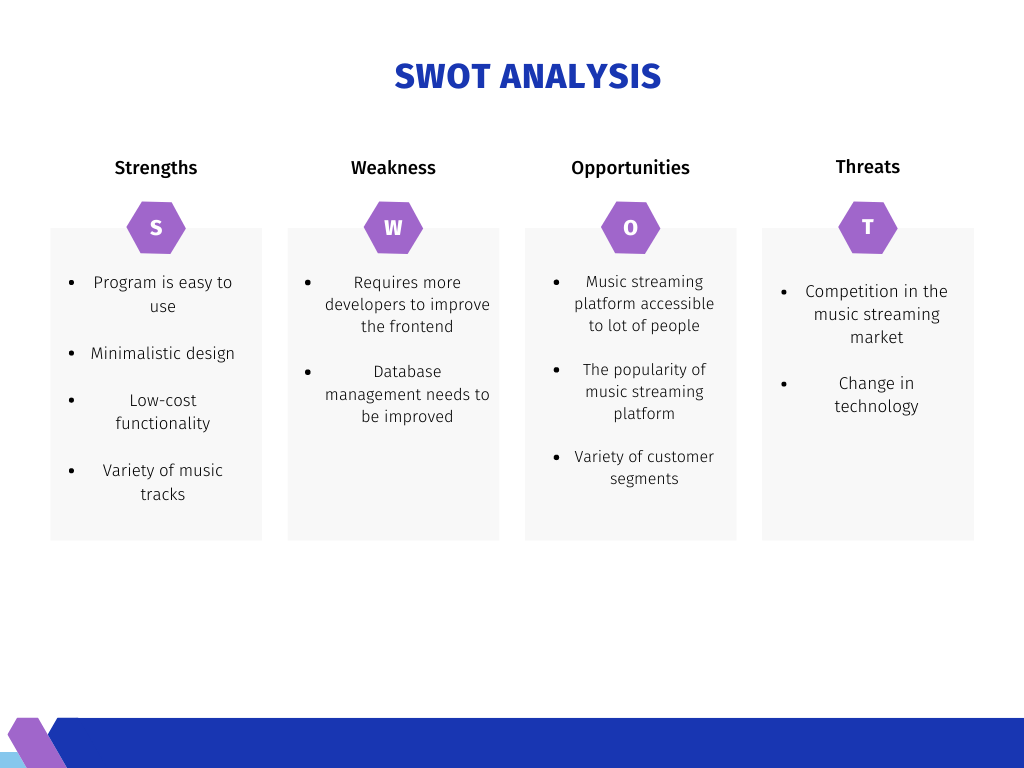 SWOT ANALYSIS
Strengths
S
• Program is easy to
use
• Minimalistic design
• Low-cost
functionality
• Variety of music
tracks
Weakness
W
• Requires more
developers to improve
the frontend
• Database
management needs to
be improved
Opportunities
O
• Music streaming
platform accessible
to lot of people
• The popularity of
music streaming
platform
• Variety of customer
segments
Threats
T
• Competition in the
music streaming
market
• Change in
technology